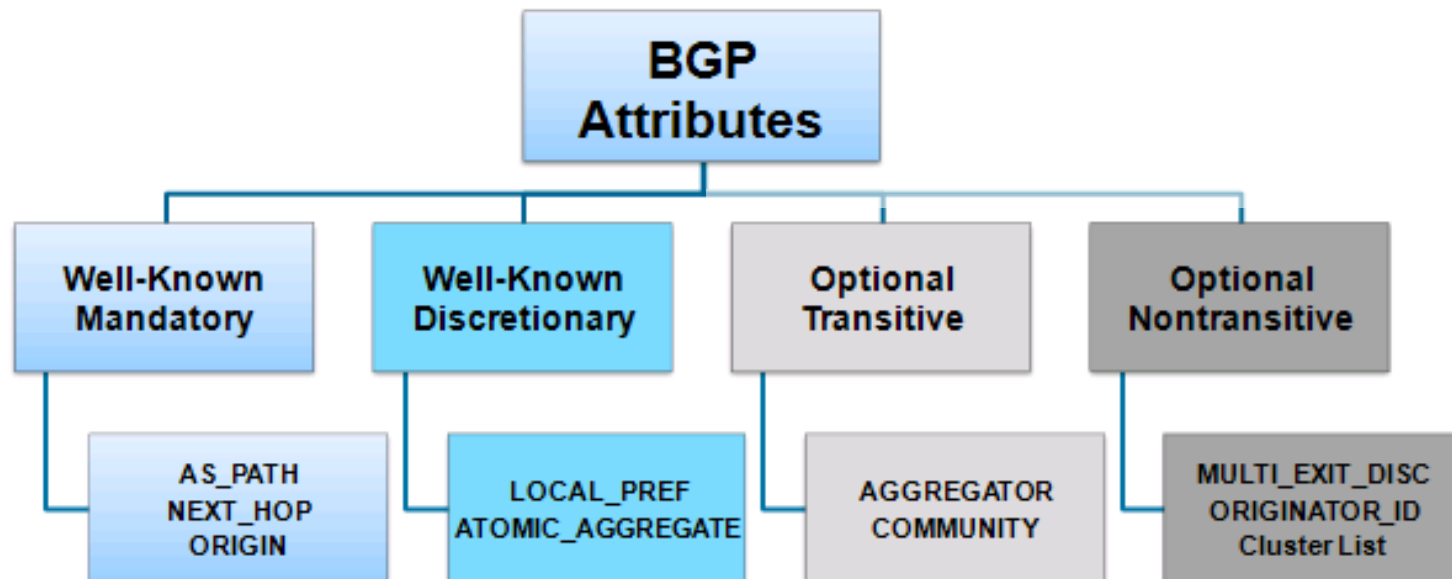 BGP
Attributes
Well-Known
Mandatory
Well-Known
Discretionary
Optional
Transitive
Optional
Nontransitive
AS_PATH
NEXT_HOP
ORIGIN
LOCAL_PREF
ATOMIC_AGGREGATE
AGGREGATOR
COMMUNITY
MULTI_EXIT_DISC
ORIGINATOR_ID
Cluster List